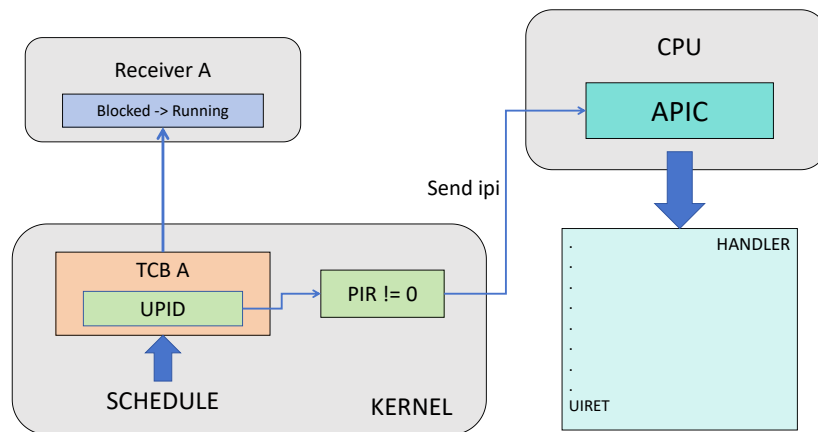 Receiver A
Blocked -> Running
CPU
APIC
Send ipi
TCB A
UPID
PIR != 0
SCHEDULE
KERNEL
HANDLER
.
.
.
.
.
.
.
.
UIRET